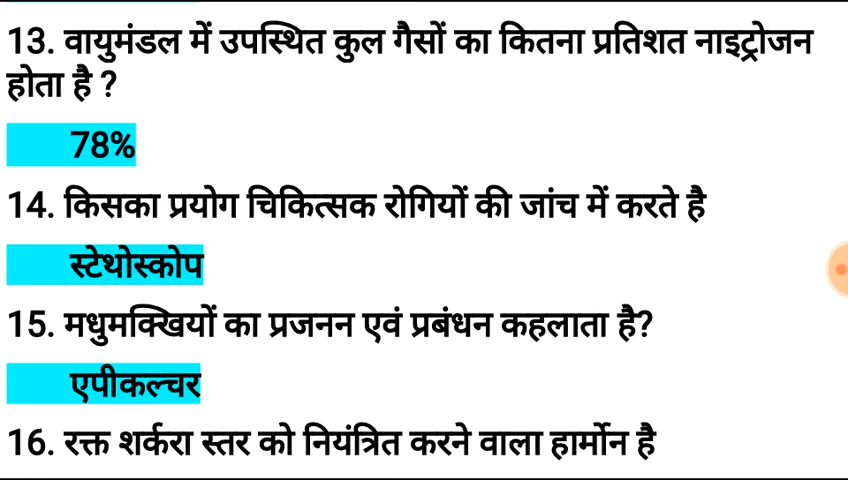 13. वायुमंडल में उपस्थित कुल गैसों का कितना प्रतिशत नाइट्रोजन
होता है ?
78%
14. किसका प्रयोग चिकित्सक रोगियों की जांच में करते है
स्टेथोस्कोप
15. मधुमक्खियों का प्रजनन एवं प्रबंधन कहलाता है?
एपीकल्चर
16. रक्त शर्करा स्तर को नियंत्रित करने वाला हार्मोन है